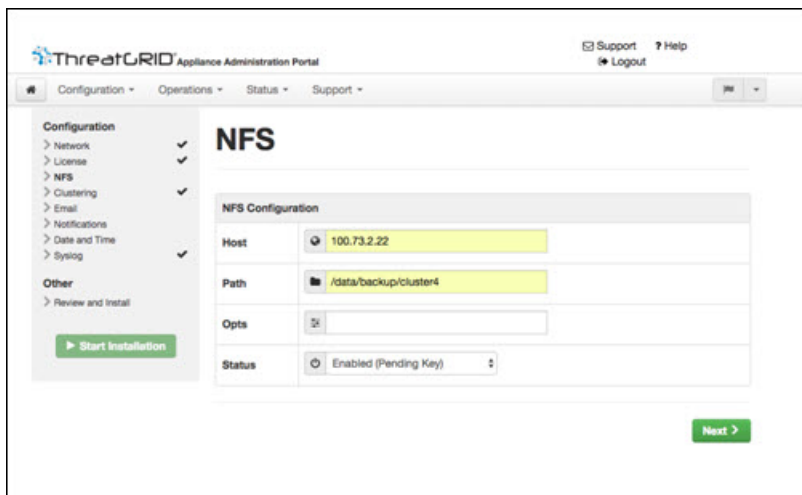 ThreatGRID Appliance Administration Portal
Support ? Help
Logout
Configuration Operations Status Support
Configuration
Network
License
NFS
Clustering
Email
Notifications
Date and Time
Syslog
Other
Review and Install
Start Installation
NFS
NFS Configuration
Host 100.73.2.22
Path /data/backup/cluster4
Opts
Status Enabled (Pending Key)
Next